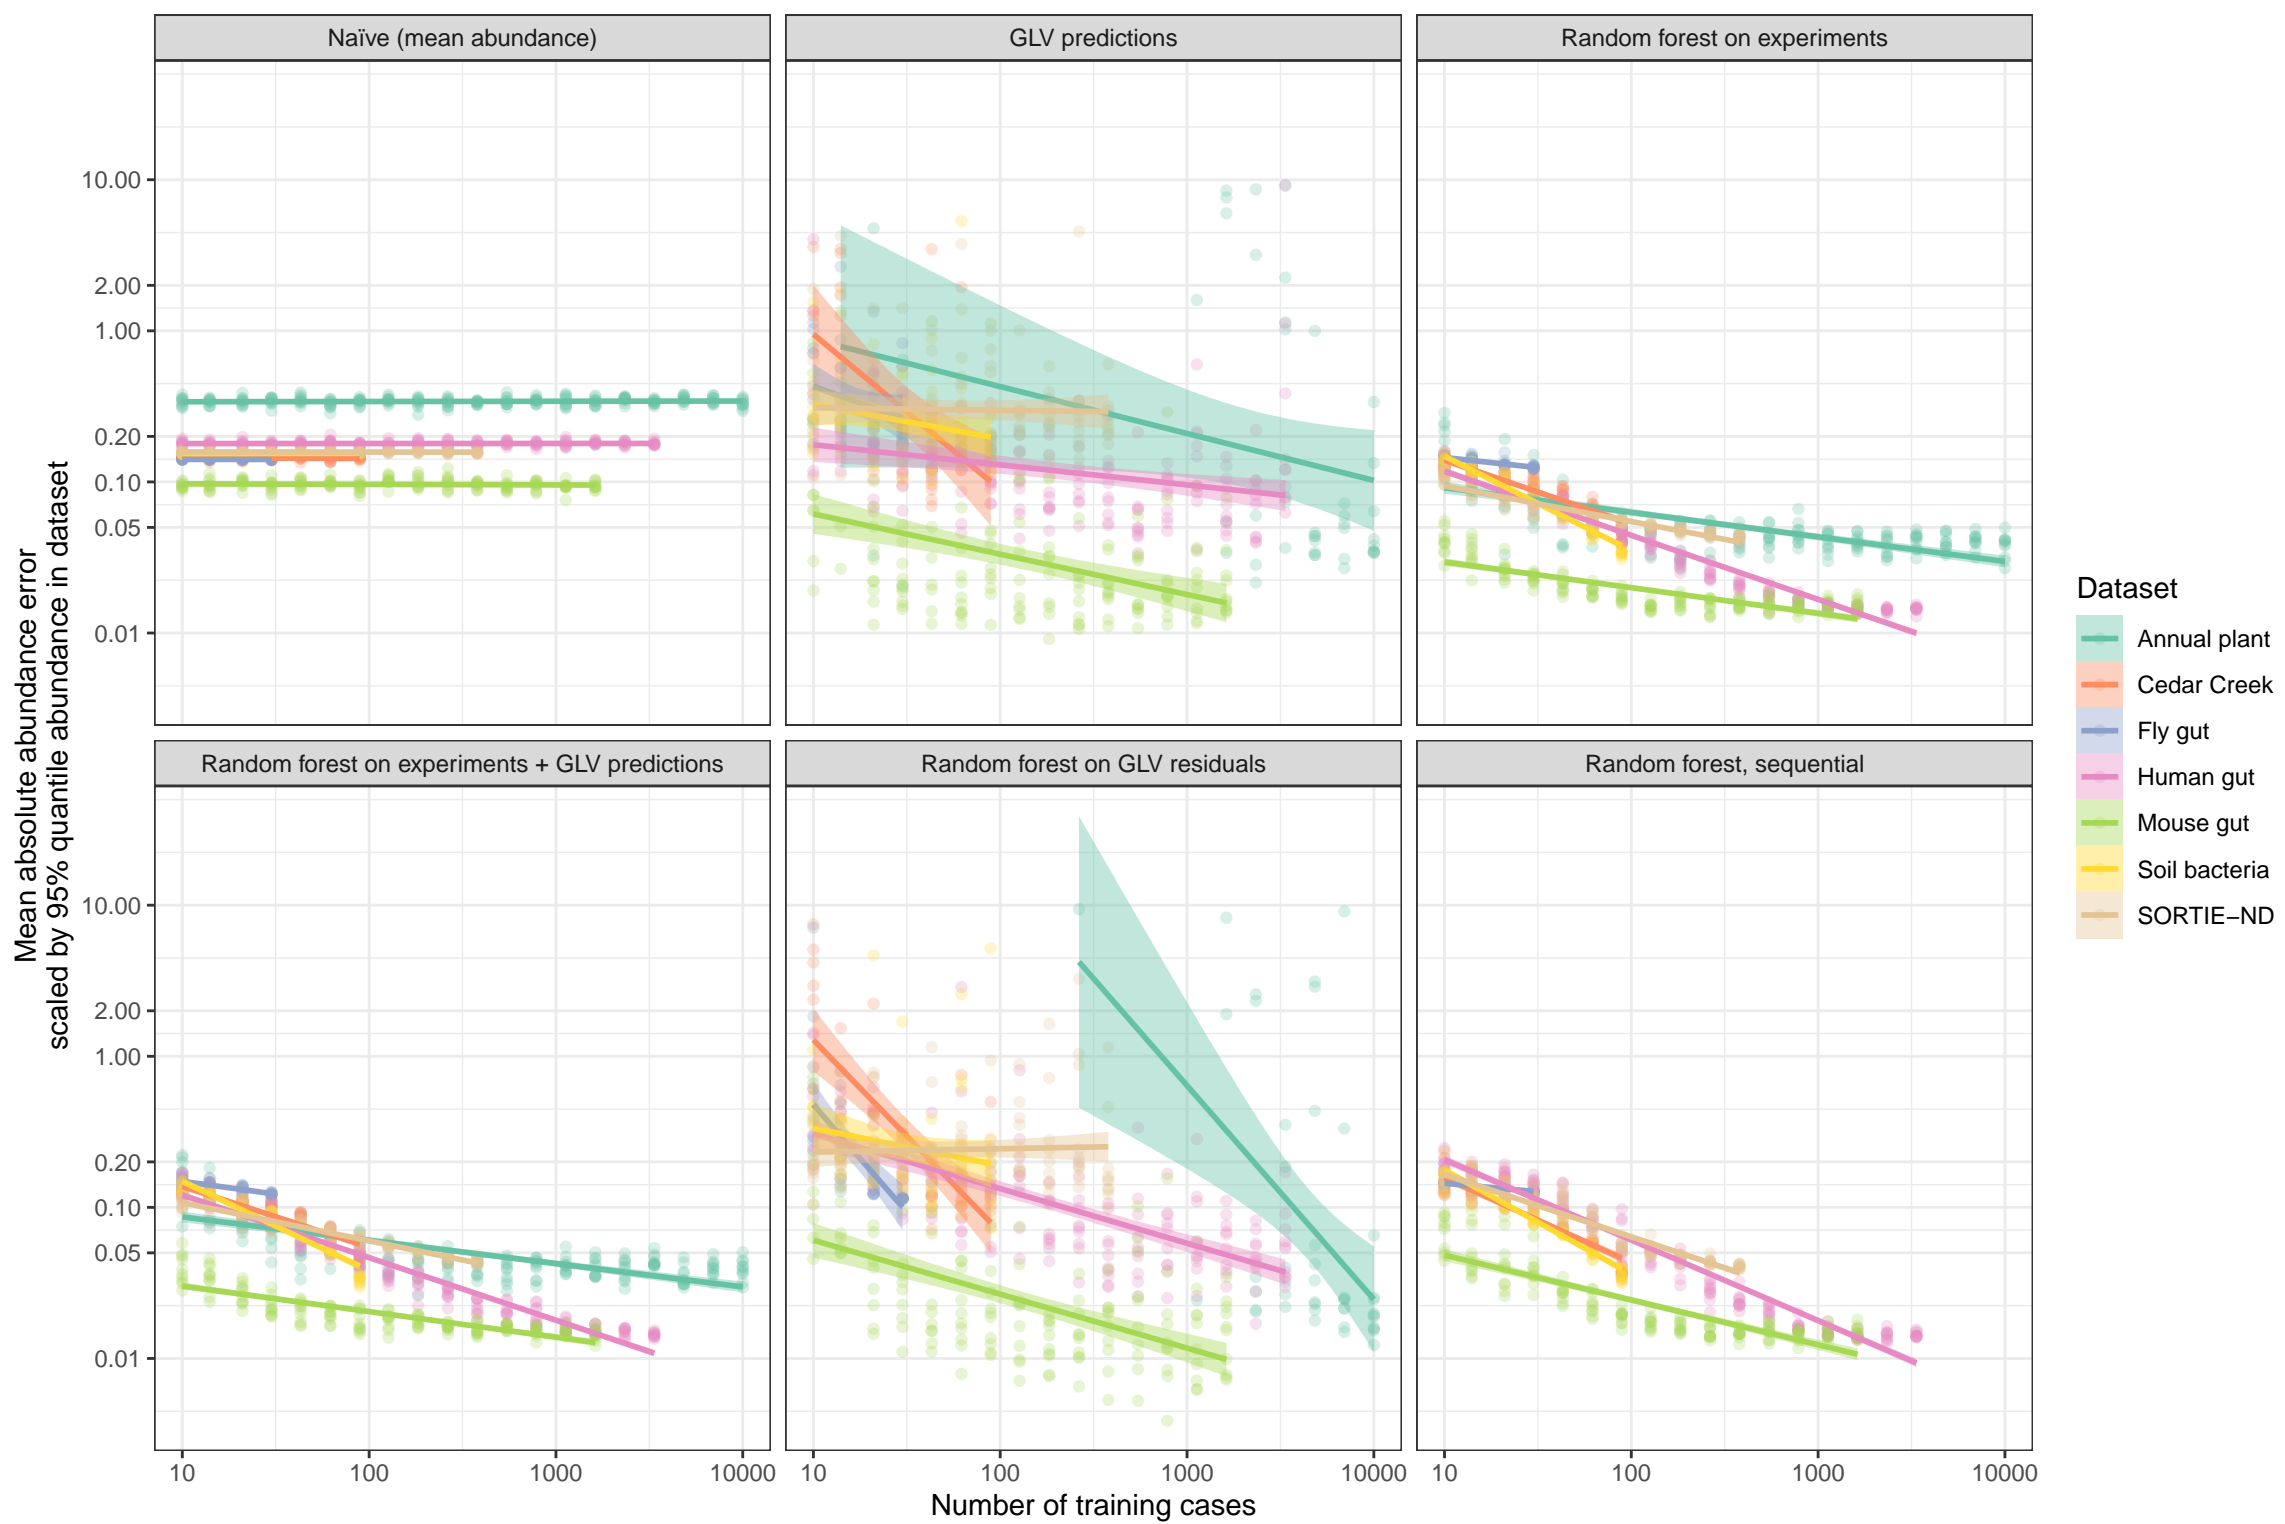 Naïve (mean abundance)
GLV predictions
Random forest on experiments
10.00
2.00
1.00
0.20
0.10
0.05
0.01
Random forest on experiments + GLV predictions
Random forest on GLV residuals
Random forest, sequential
10.00
2.00
1.00
0.20
0.10
0.05
0.01
10 100 1000 10000
10 100 1000 10000
10 100 1000 10000
Number of training cases
Mean absolute abundance error
scaled by 95% quantile abundance in dataset
Dataset
Annual plant
Cedar Creek
Fly gut
Human gut
Mouse gut
Soil bacteria
SORTIE−ND